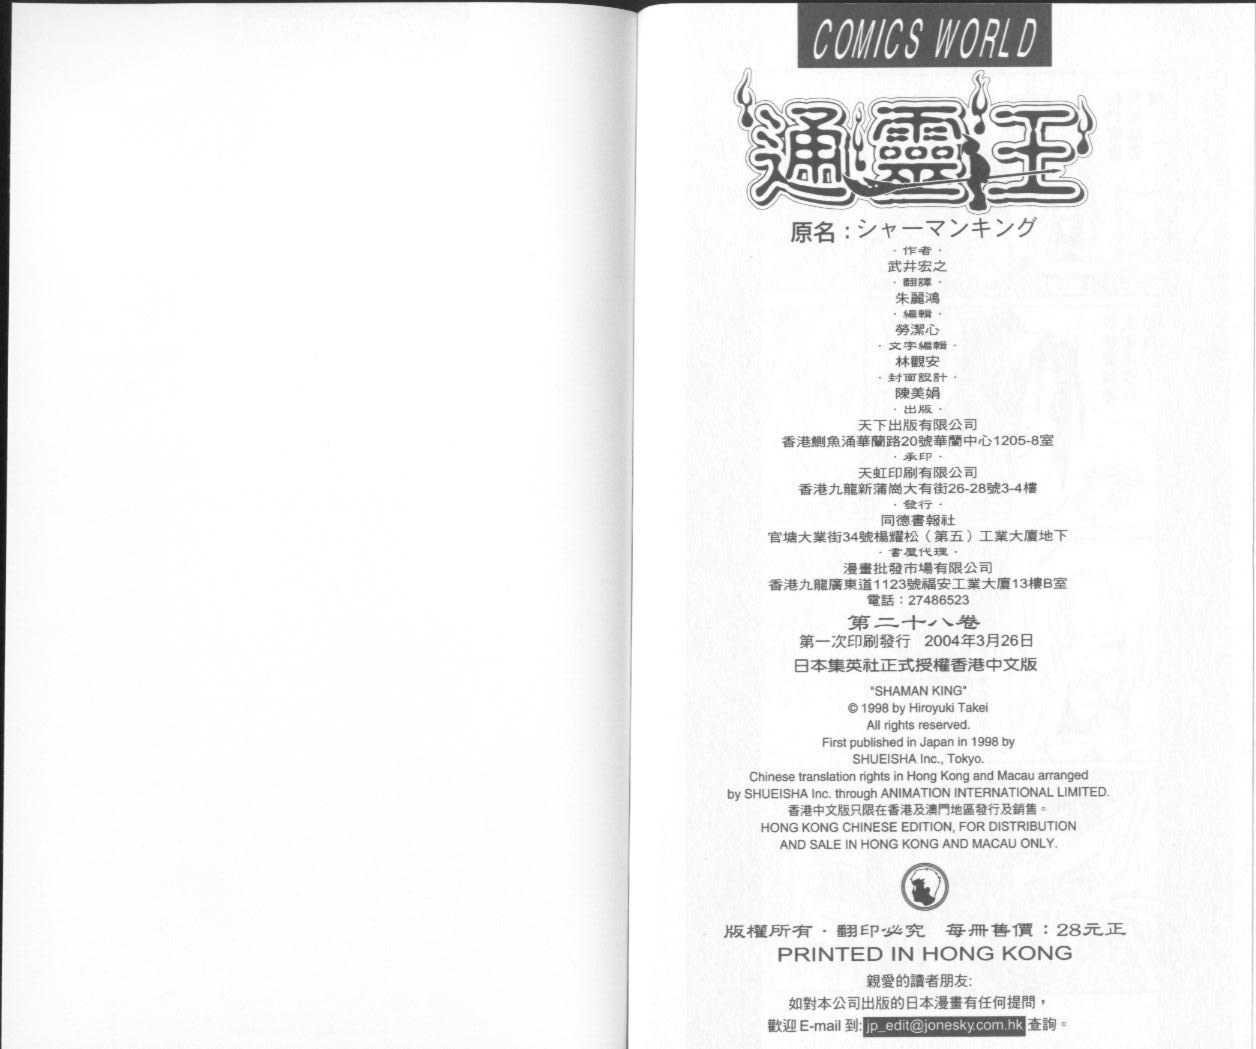 COMICS WORLD
通靈王
原名：シャーマンキング
· 作者 ·
武井宏之
· 翻譯 ·
朱麗鴻
· 編輯 ·
勞潔心
· 文字編輯 ·
林觀安
· 封面設計 ·
陳美娟
· 出版 ·
天下出版有限公司
香港鰂魚涌華蘭路20號華蘭中心1205-8室
· 承印 ·
天虹印刷有限公司
香港九龍新蒲崗大有街26-28號3-4樓
· 發行 ·
同德書報社
官塘大業街34號楊耀松（第五）工業大廈地下
· 書屋代理 ·
漫畫批發市場有限公司
香港九龍廣東道1123號福安工業大廈13樓B室
電話：27486523
第二十八卷
第一次印刷發行 2004年3月26日
日本集英社正式授權香港中文版
"SHAMAN KING"
© 1998 by Hiroyuki Takei
All rights reserved.
First published in Japan in 1998 by
SHUEISHA Inc., Tokyo.
Chinese translation rights in Hong Kong and Macau arranged
by SHUEISHA Inc. through ANIMATION INTERNATIONAL LIMITED.
香港中文版只限在香港及澳門地區發行及銷售。
HONG KONG CHINESE EDITION, FOR DISTRIBUTION
AND SALE IN HONG KONG AND MACAU ONLY.
版權所有 · 翻印必究 每冊售價：28元正
PRINTED IN HONG KONG
親愛的讀者朋友:
如對本公司出版的日本漫畫有任何提問，
歡迎E-mail 到: jp_edit@jonesky.com.hk 查詢。